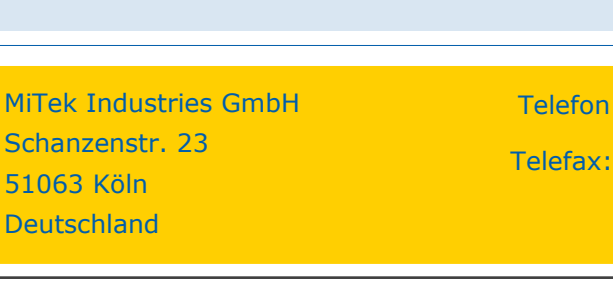 MiTek Industries GmbH
Schanzenstr. 23
51063 Köln
Deutschland
Telefon
Telefax: